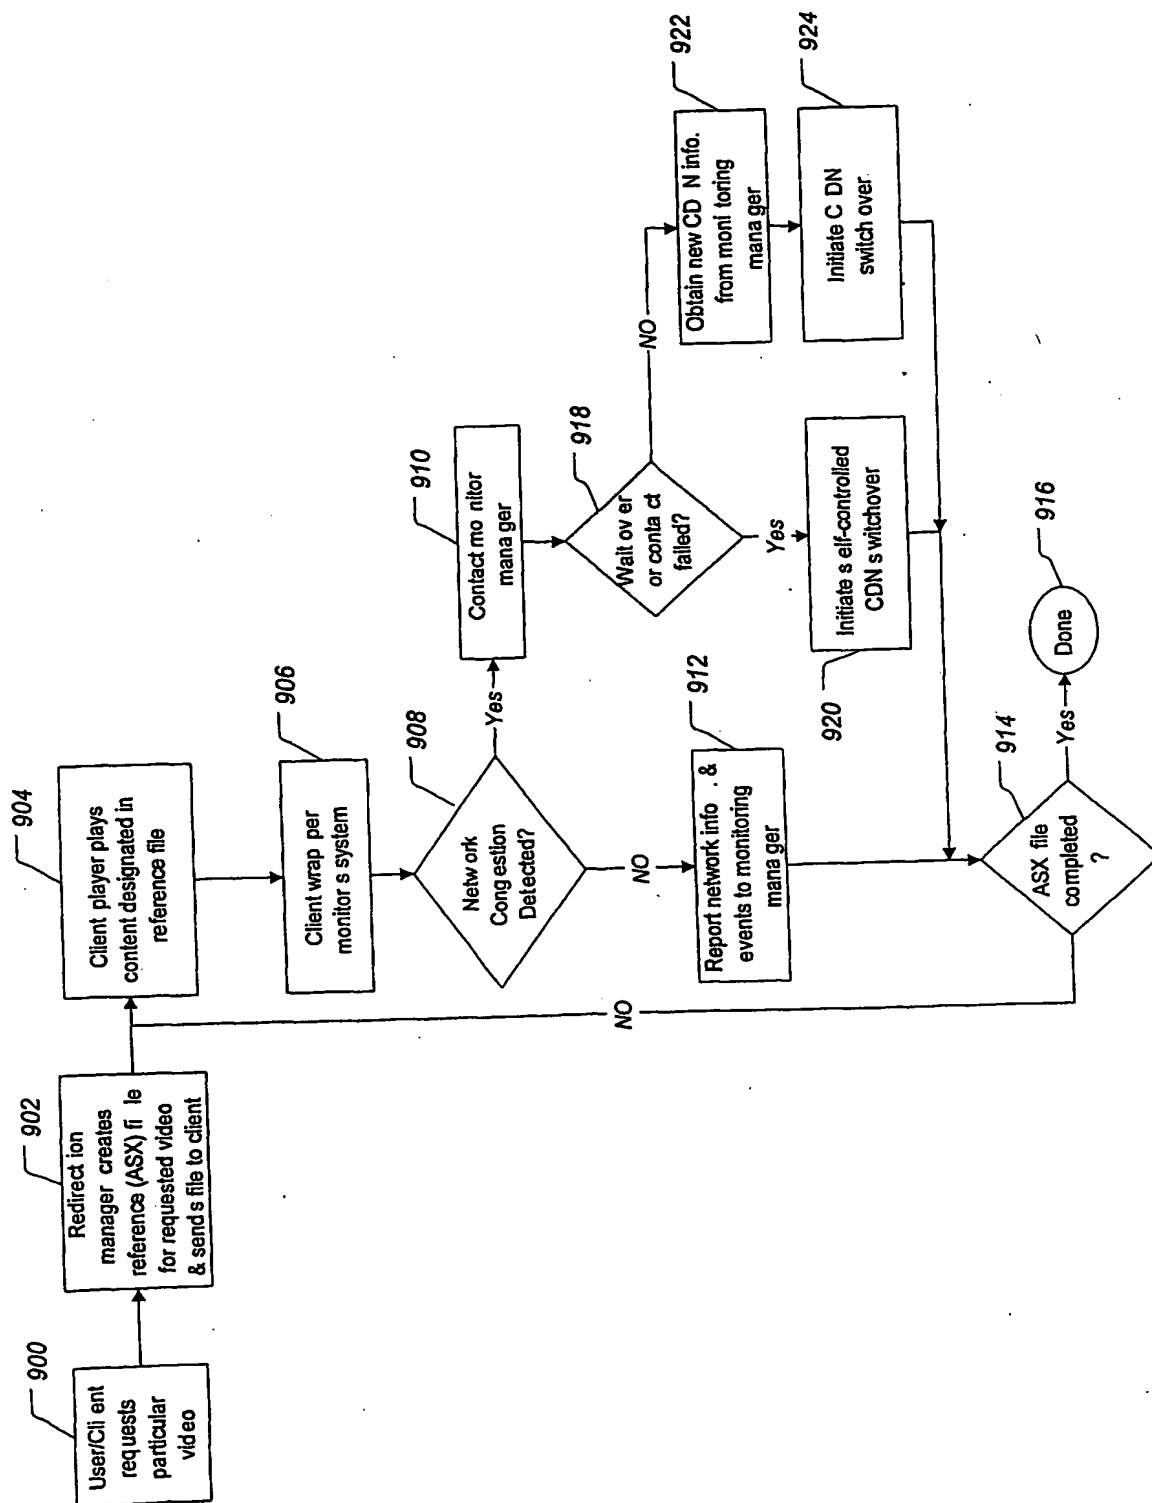 900
User/Cli ent
requests
particular
video
902
Redirect ion
manager creates
reference (ASX) fi le
for requested video
& send s file to client
904
Client player plays
content designated in
reference file
906
Client wrap per
monitor s system
908
Netw ork
Cong estion
Detected?
Yes
NO
910
Contact mo nitor
mana ger
912
Report network info . &
events to monitoring
manager
918
Wait ov er
or conta ct
failed?
NO
Yes
922
Obtain new CD N info.
from moni toring
mana ger
924
Initiate C DN
switch over
920
Initiate s elf-controlled
CDN s witchover
914
ASX file
completed
?
Yes
NO
916
Done